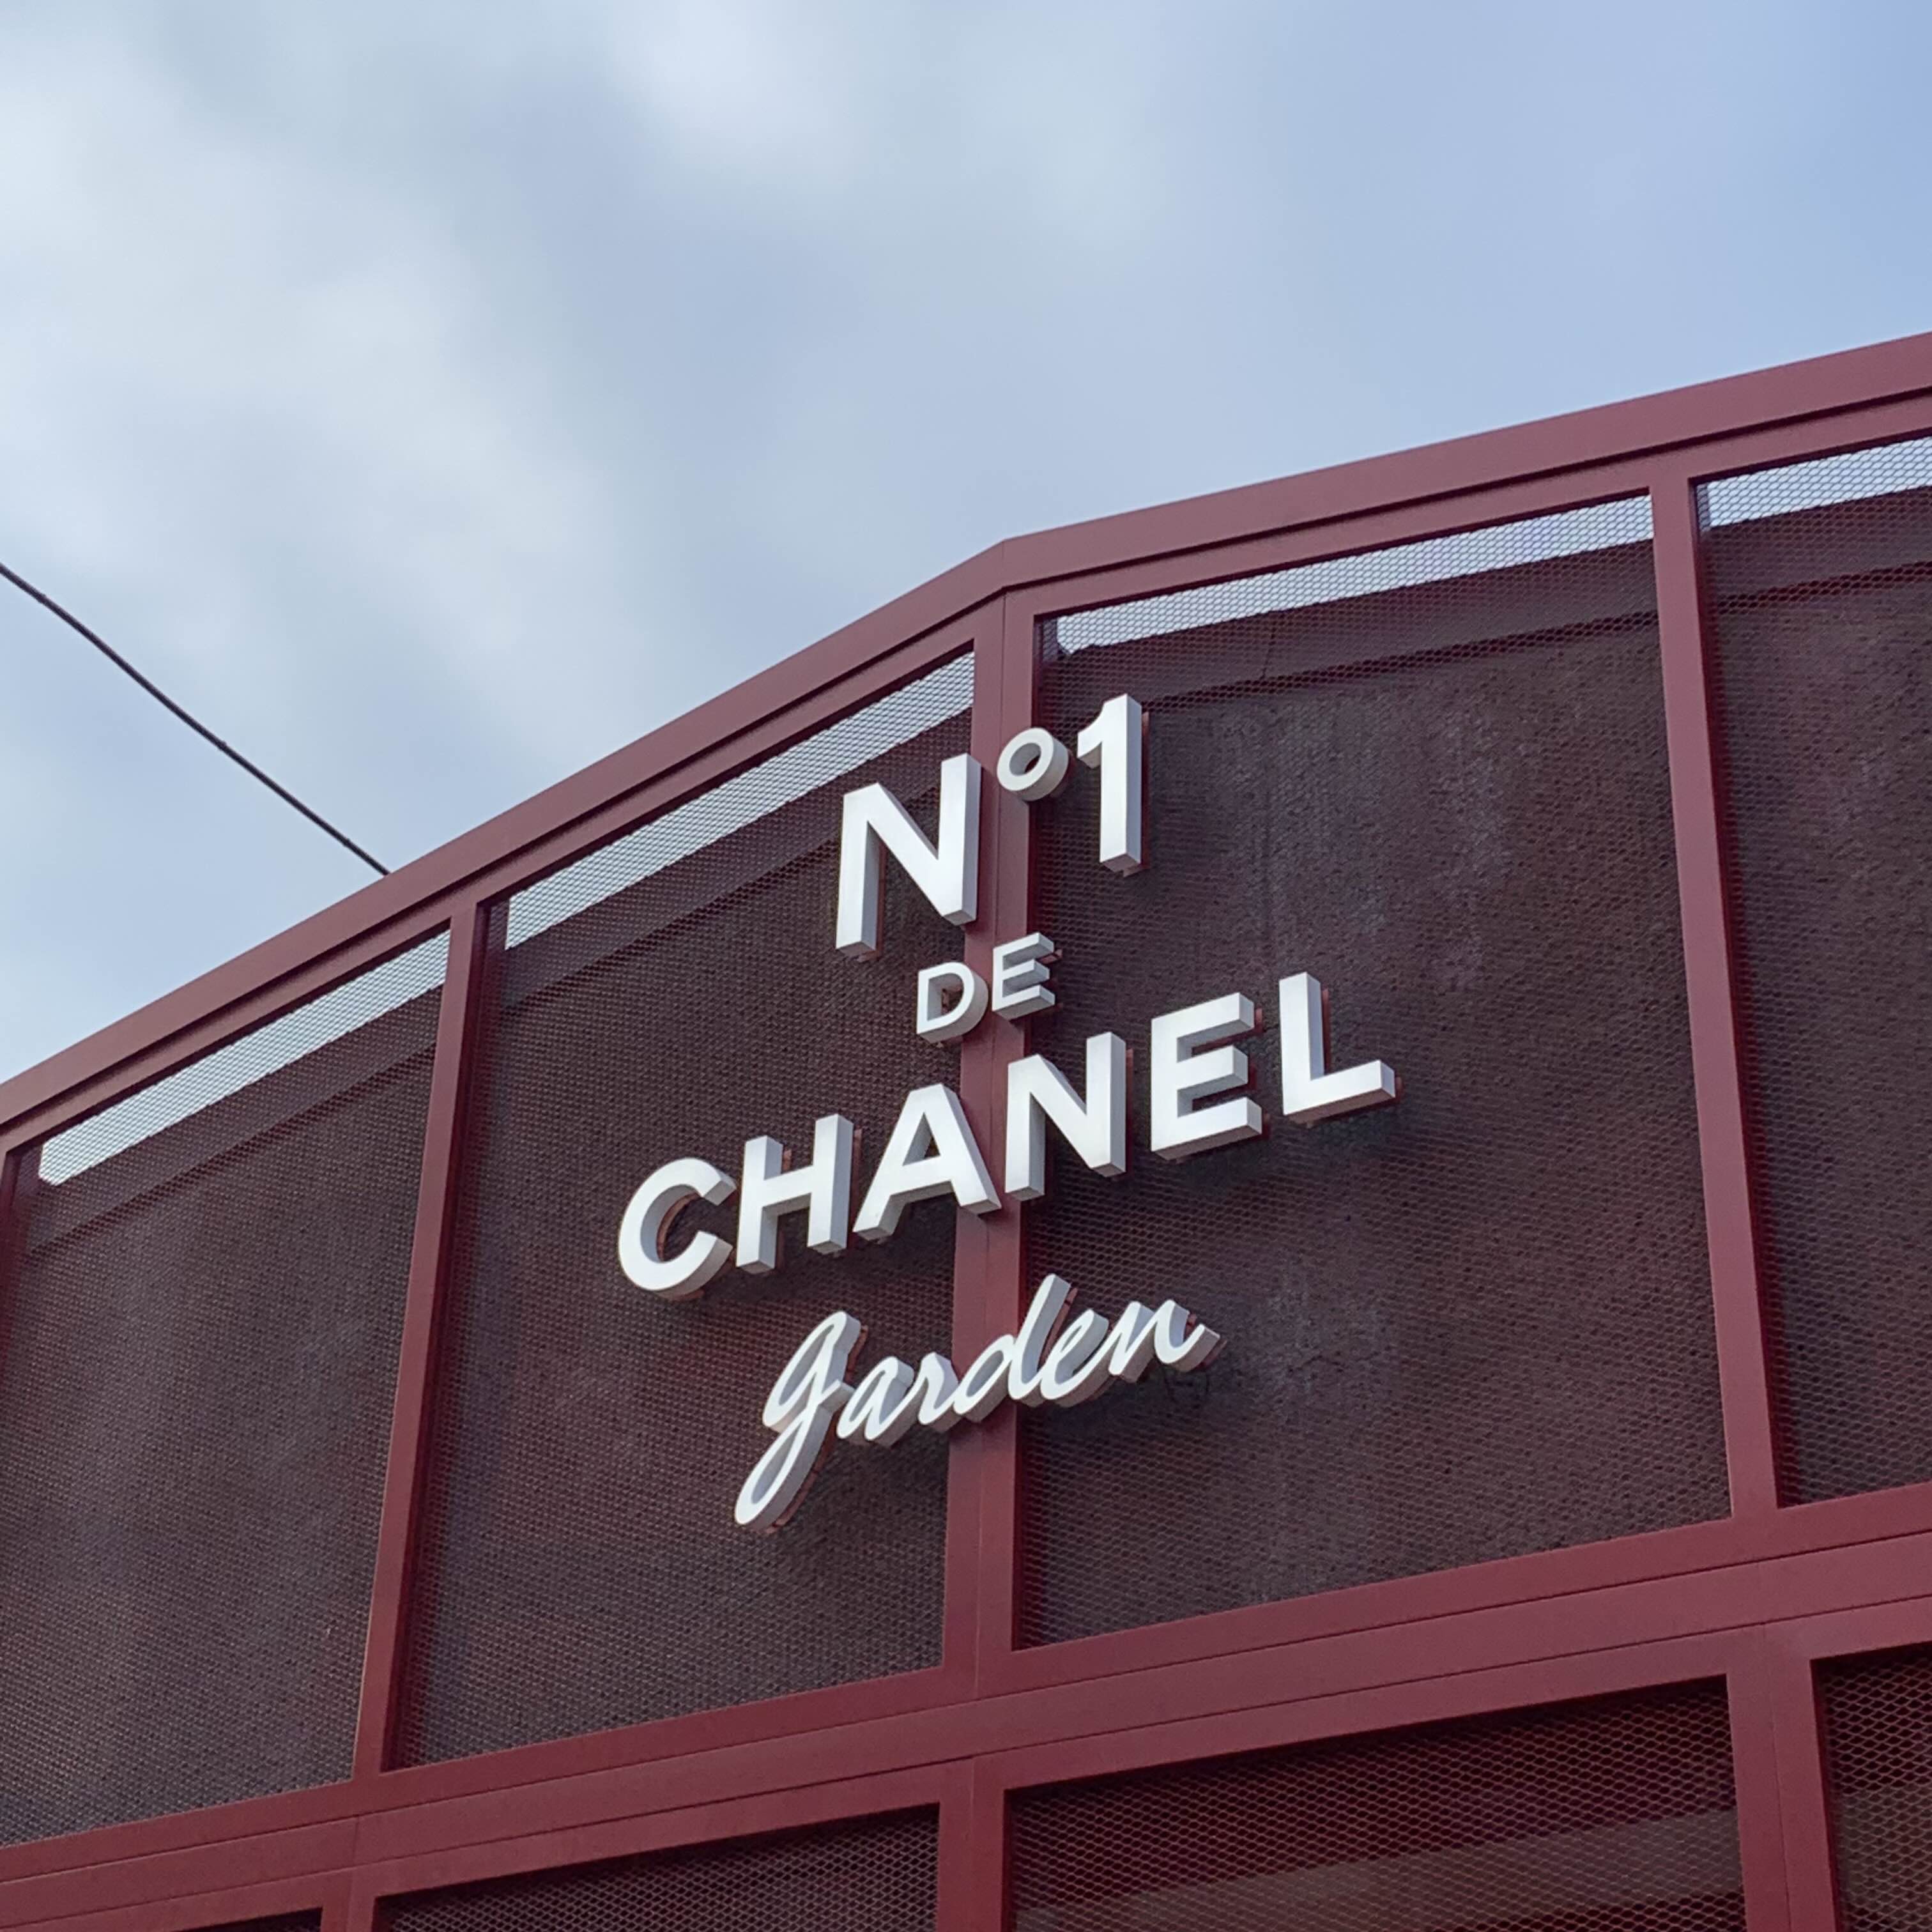 N°1
DE
CHANEL
garden